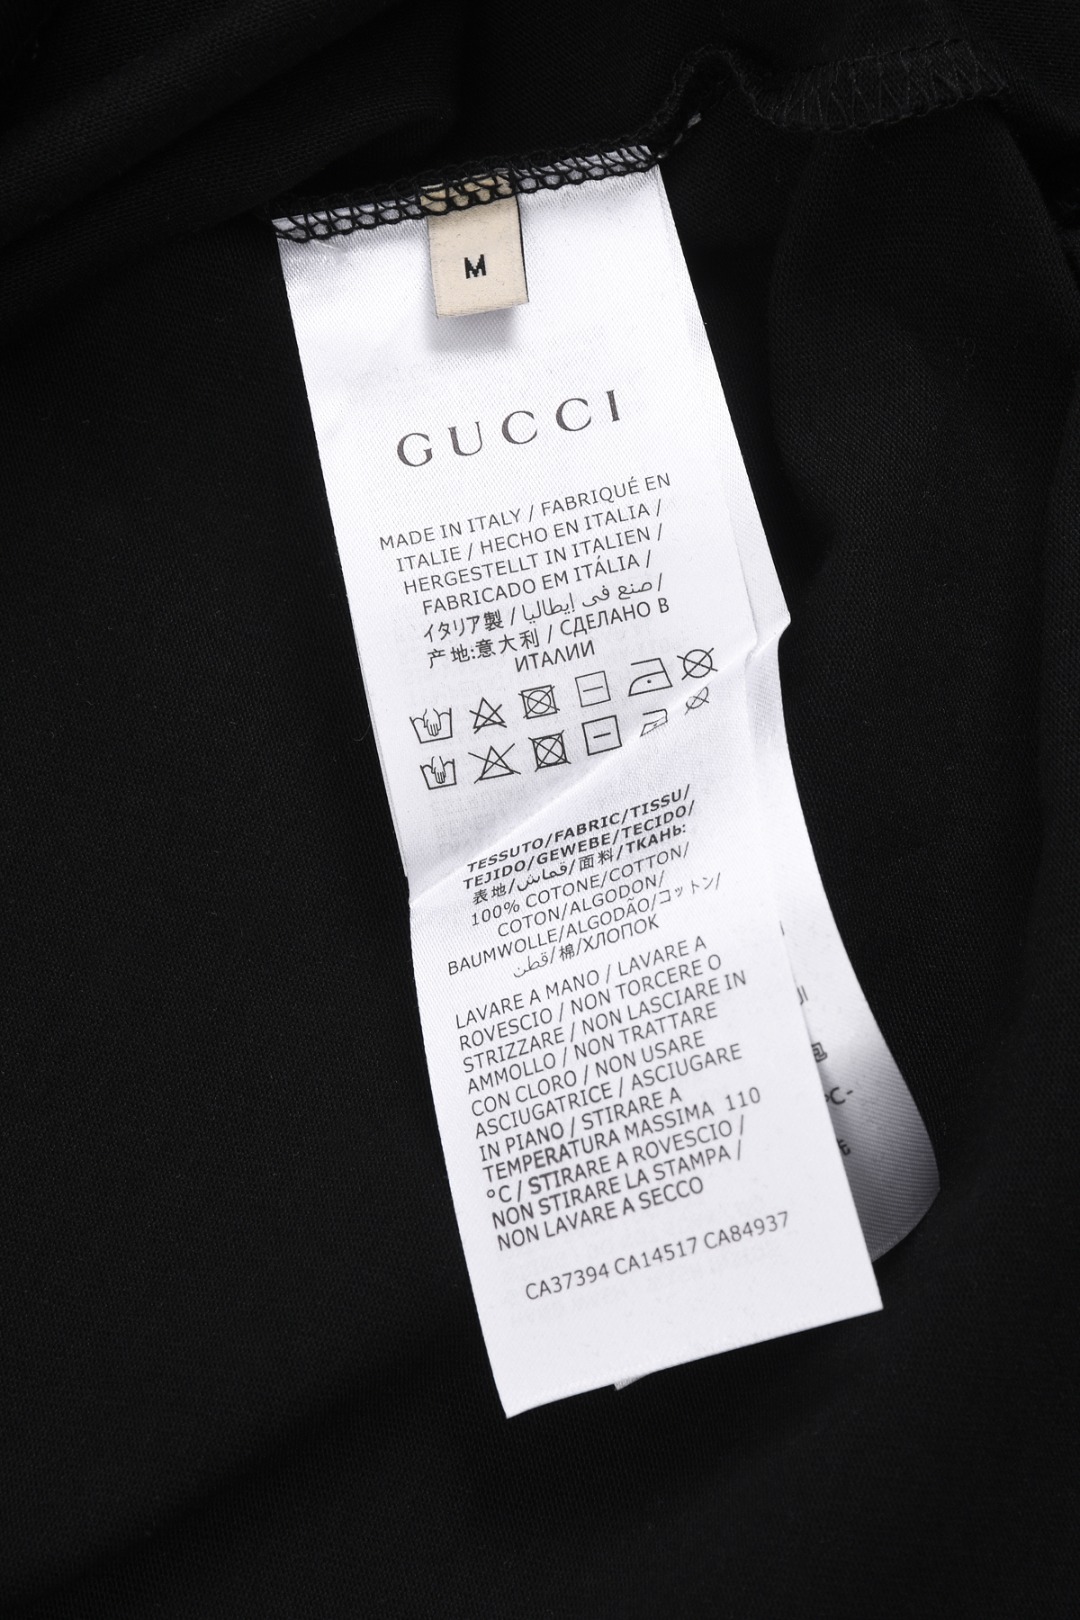 M
GUCCI
MADE IN ITALY / FABRIQUÉ EN
ITALIE / HECHO EN ITALIA /
HERGESTELLT IN ITALIEN /
FABRICADO EM ITÁLIA /
イタリア製 / صنع في إيطاليا /
产地:意大利 / СДЕЛАНО В
ИТАЛИИ
TESSUTO/FABRIC/TISSU/
TEJIDO/GEWEBE/TECIDO/
表地/قماش/面料/ТКАНЬ:
100% COTONE/COTTON/
COTON/ALGODON/
BAUMWOLLE/ALGODÃO/コットン/
قطن/棉/ХЛОПОК
LAVARE A MANO / LAVARE A
ROVESCIO / NON TORCERE O
STRIZZARE / NON LASCIARE IN
AMMOLLO / NON TRATTARE
CON CLORO / NON USARE
ASCIUGATRICE / ASCIUGARE
IN PIANO / STIRARE A
TEMPERATURA MASSIMA 110
°C / STIRARE A ROVESCIO /
NON STIRARE LA STAMPA /
NON LAVARE A SECCO
CA37394 CA14517 CA84937